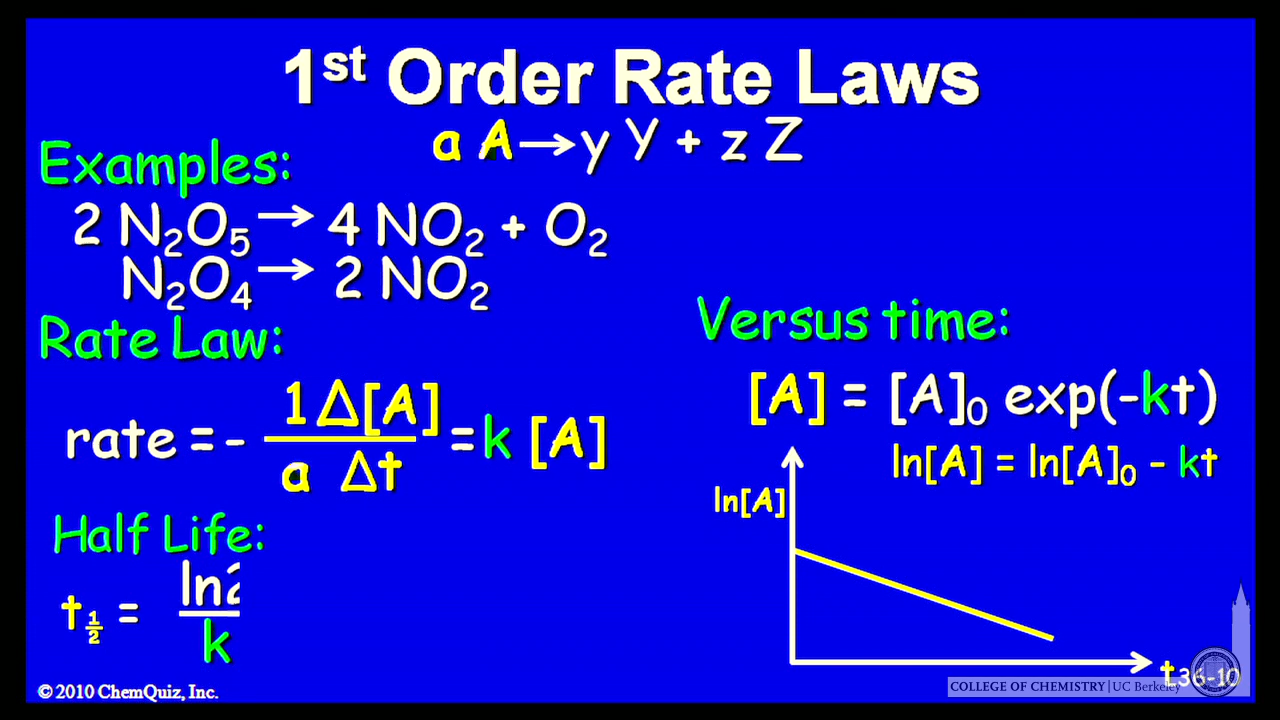 1st Order Rate Laws
a A → y Y + z Z
Examples:
2 N₂O₅ → 4 NO₂ + O₂
N₂O₄ → 2 NO₂
Rate Law:
rate = - 1 Δ[A] / a Δt = k [A]
Half Life:
t½ = ln2 / k
Versus time:
[A] = [A]₀ exp(-kt)
ln[A] = ln[A]₀ - kt
ln[A]
t
L36-10
© 2010 ChemQuiz, Inc.
COLLEGE OF CHEMISTRY | UC Berkeley